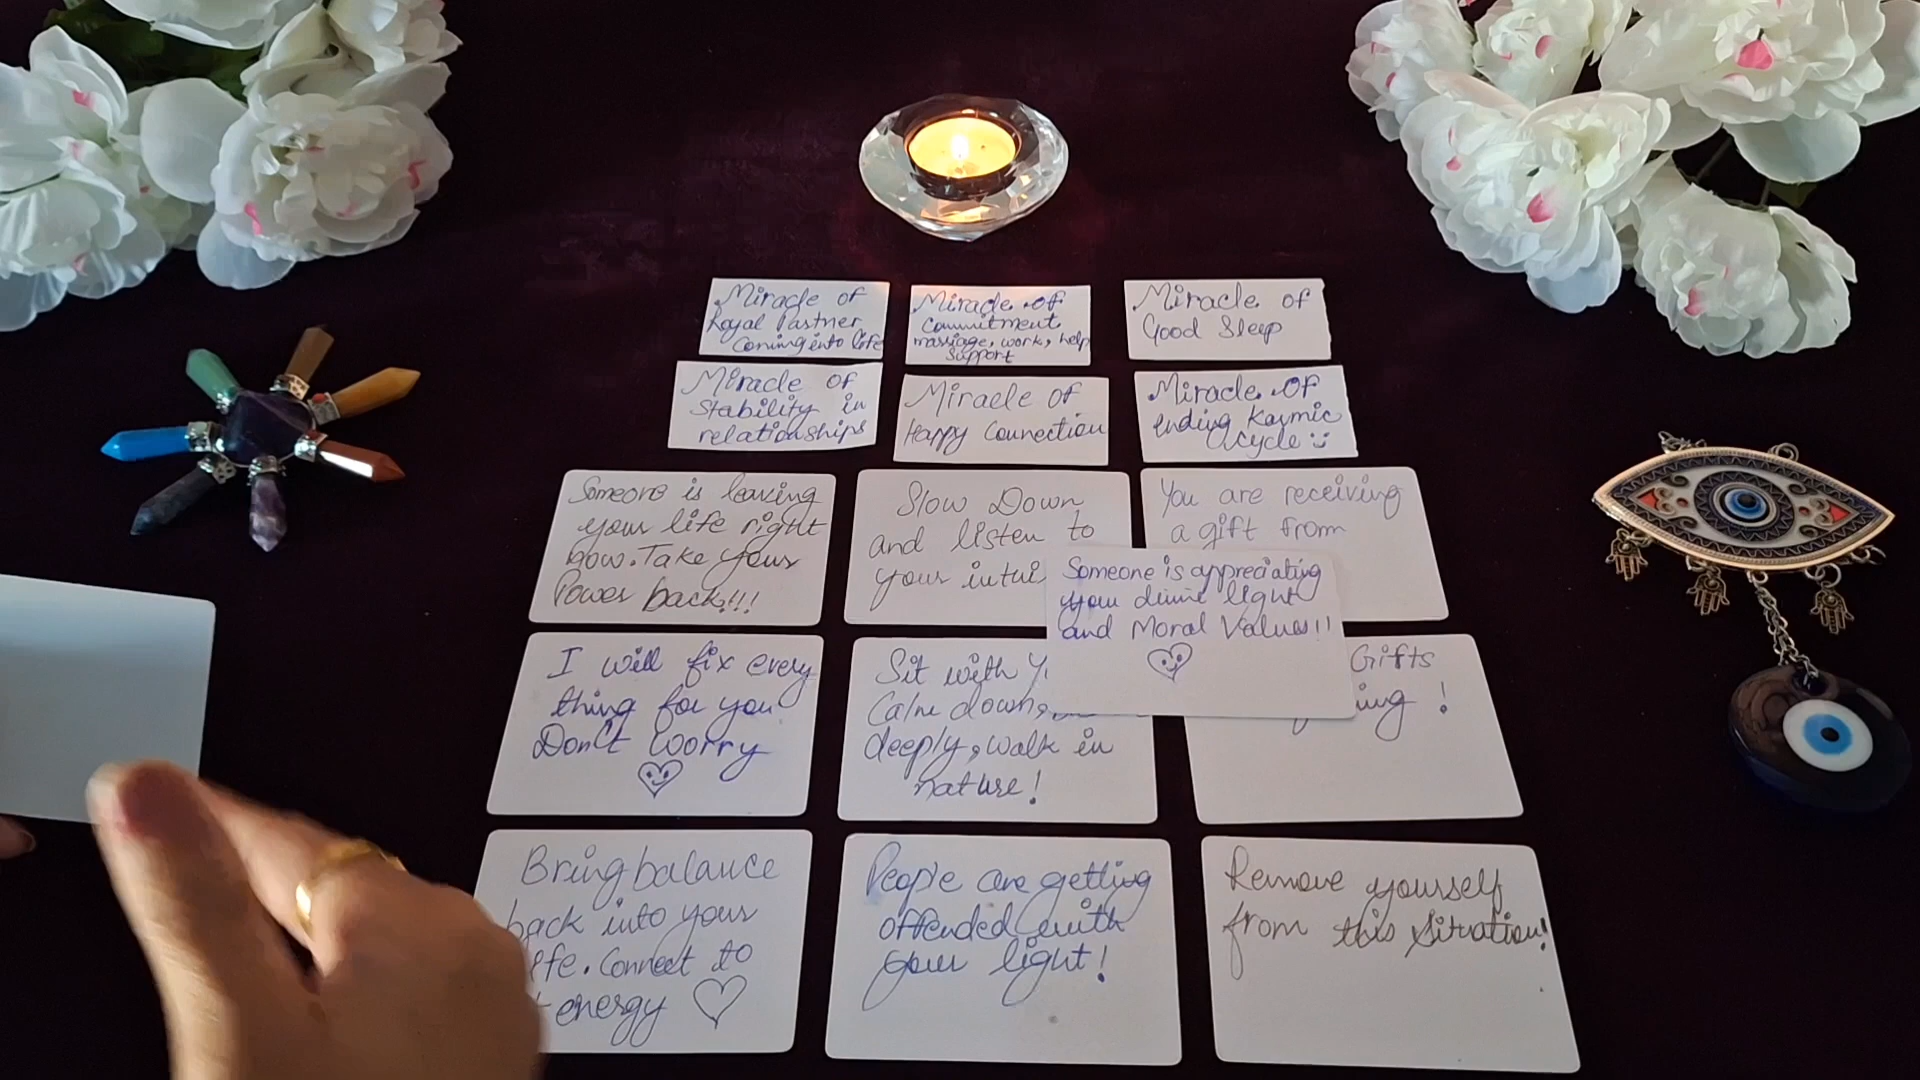 Miracle of
Loyal Partner
Coming into life
Miracle of
Commitment
marriage, work, help
Support
Miracle of
Good Sleep
Miracle of
stability in
relationships
Miracle of
Happy Connection
Miracle of
ending Karmic
Cycle
Someone is leaving
your life right
now. Take your
Power back!!!
Slow Down
and listen to
your intui
You are receiving
a gift from
Someone is appreciating
your divine light
and Moral Values!!
I will fix every
thing for you
Don't Worry
Sit with
Calm down,
deeply, walk in
nature!
Gifts
!
Bring balance
back into your
life. Connect to
energy
People are getting
offended with
your light!
Remove yourself
from this Situation!